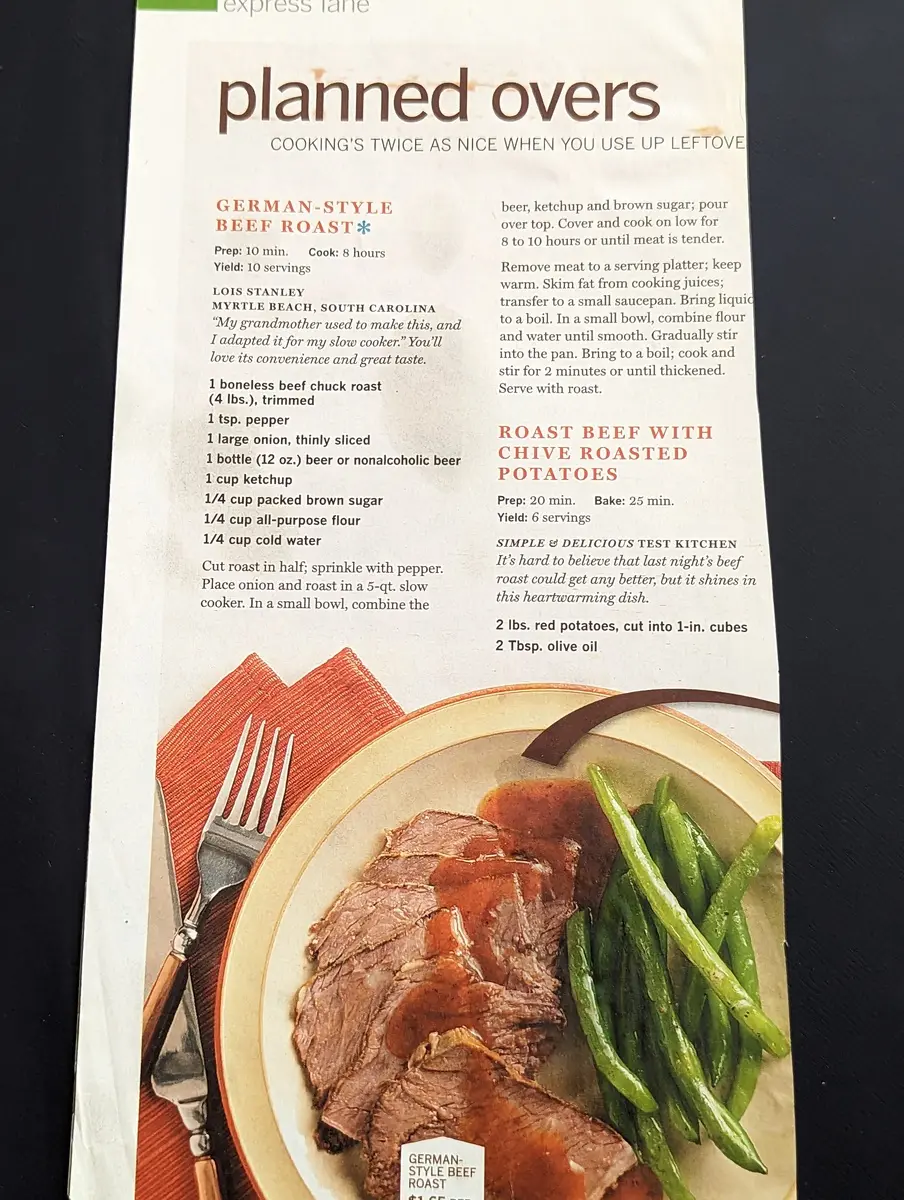 express lane
planned overs
COOKING'S TWICE AS NICE WHEN YOU USE UP LEFTOVE
GERMAN-STYLE
BEEF ROAST*
Prep: 10 min. Cook: 8 hours
Yield: 10 servings
LOIS STANLEY
MYRTLE BEACH, SOUTH CAROLINA
"My grandmother used to make this, and
I adapted it for my slow cooker." You'll
love its convenience and great taste.
1 boneless beef chuck roast
(4 lbs.), trimmed
1 tsp. pepper
1 large onion, thinly sliced
1 bottle (12 oz.) beer or nonalcoholic beer
1 cup ketchup
1/4 cup packed brown sugar
1/4 cup all-purpose flour
1/4 cup cold water
Cut roast in half; sprinkle with pepper.
Place onion and roast in a 5-qt. slow
cooker. In a small bowl, combine the
beer, ketchup and brown sugar; pour
over top. Cover and cook on low for
8 to 10 hours or until meat is tender.
Remove meat to a serving platter; keep
warm. Skim fat from cooking juices;
transfer to a small saucepan. Bring liquid
to a boil. In a small bowl, combine flour
and water until smooth. Gradually stir
into the pan. Bring to a boil; cook and
stir for 2 minutes or until thickened.
Serve with roast.
ROAST BEEF WITH
CHIVE ROASTED
POTATOES
Prep: 20 min. Bake: 25 min.
Yield: 6 servings
SIMPLE & DELICIOUS TEST KITCHEN
It's hard to believe that last night's beef
roast could get any better, but it shines in
this heartwarming dish.
2 lbs. red potatoes, cut into 1-in. cubes
2 Tbsp. olive oil
GERMAN-
STYLE BEEF
ROAST